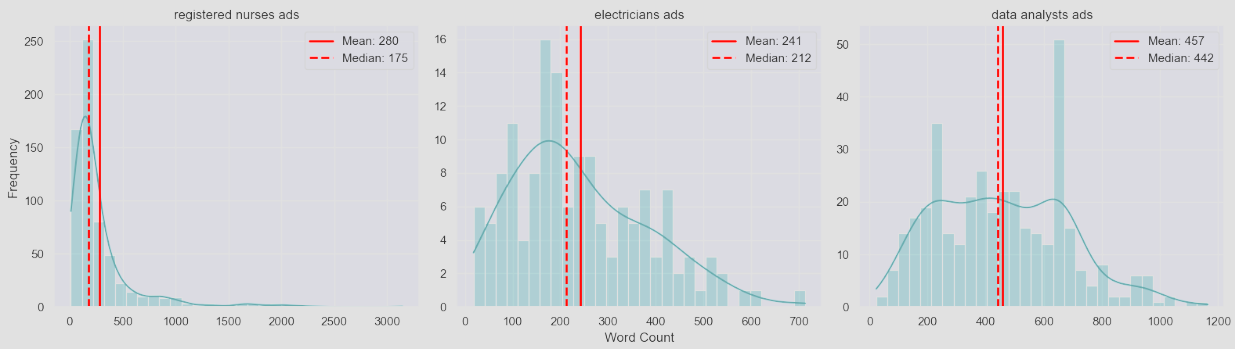 registered nurses ads
electricians ads
data analysts ads
Mean: 280
Median: 175
Mean: 241
Median: 212
Mean: 457
Median: 442
Frequency
250
200
150
100
50
0
0 500 1000 1500 2000 2500 3000
16
14
12
10
8
6
4
2
0
0 100 200 300 400 500 600 700
50
40
30
20
10
0
0 200 400 600 800 1000 1200
Word Count